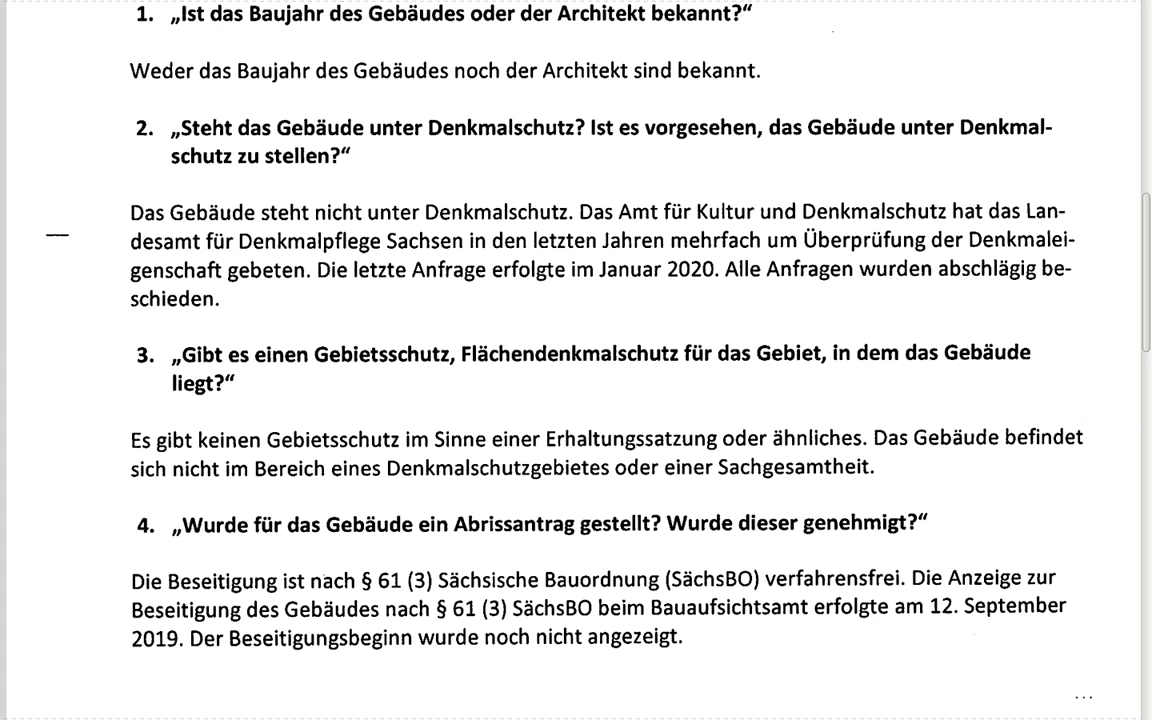 1. „Ist das Baujahr des Gebäudes oder der Architekt bekannt?“
Weder das Baujahr des Gebäudes noch der Architekt sind bekannt.
2. „Steht das Gebäude unter Denkmalschutz? Ist es vorgesehen, das Gebäude unter Denkmal-
schutz zu stellen?“
Das Gebäude steht nicht unter Denkmalschutz. Das Amt für Kultur und Denkmalschutz hat das Lan-
desamt für Denkmalpflege Sachsen in den letzten Jahren mehrfach um Überprüfung der Denkmalei-
genschaft gebeten. Die letzte Anfrage erfolgte im Januar 2020. Alle Anfragen wurden abschlägig be-
schieden.
3. „Gibt es einen Gebietsschutz, Flächendenkmalschutz für das Gebiet, in dem das Gebäude
liegt?“
Es gibt keinen Gebietsschutz im Sinne einer Erhaltungssatzung oder ähnliches. Das Gebäude befindet
sich nicht im Bereich eines Denkmalschutzgebietes oder einer Sachgesamtheit.
4. „Wurde für das Gebäude ein Abrissantrag gestellt? Wurde dieser genehmigt?“
Die Beseitigung ist nach § 61 (3) Sächsische Bauordnung (SächsBO) verfahrensfrei. Die Anzeige zur
Beseitigung des Gebäudes nach § 61 (3) SächsBO beim Bauaufsichtsamt erfolgte am 12. September
2019. Der Beseitigungsbeginn wurde noch nicht angezeigt.
...